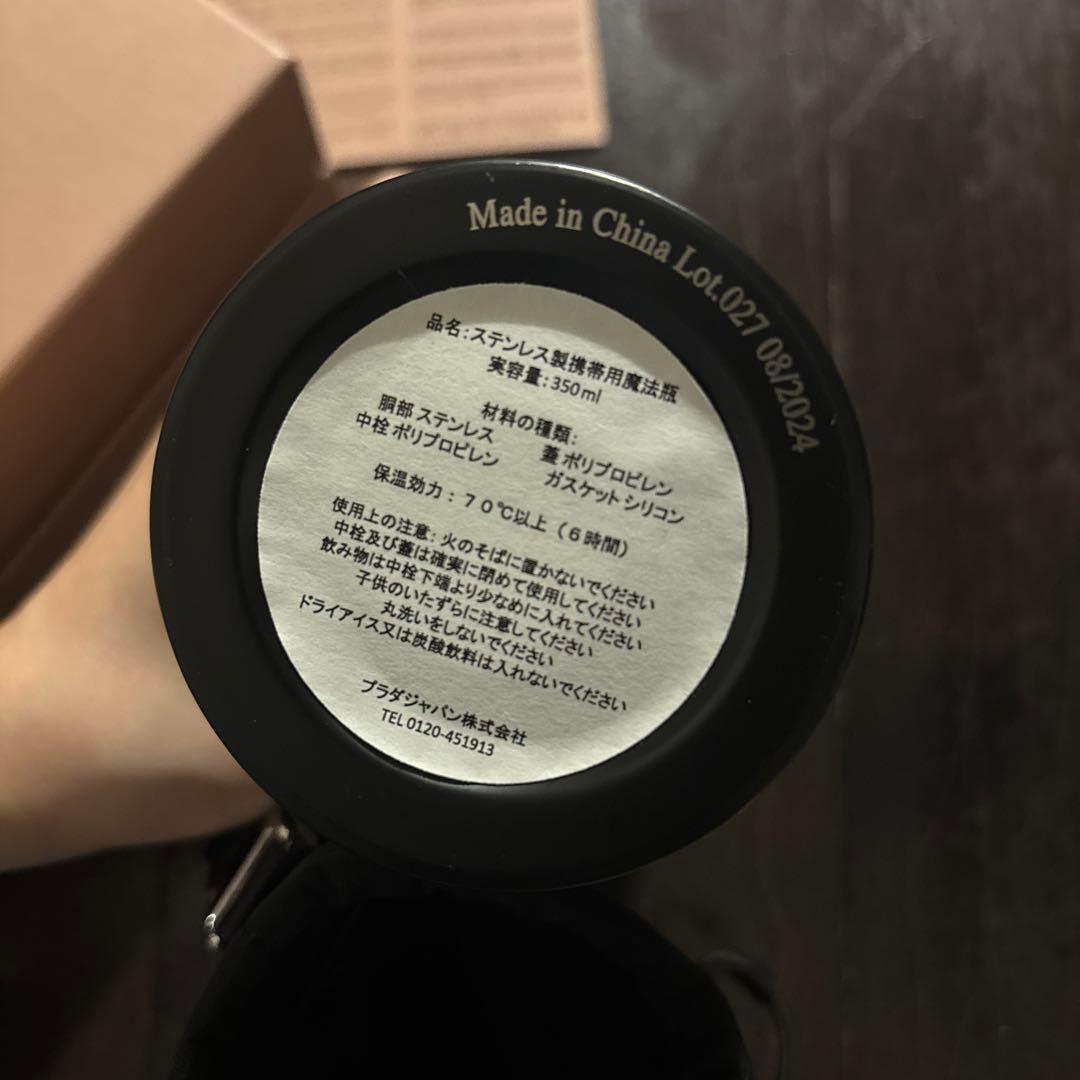 Made in China Lot.027 08/2024
品名:ステンレス製携帯用魔法瓶
実容量:350ml
材料の種類:
胴部 ステンレス 蓋 ポリプロピレン
中栓 ポリプロピレン ガスケット シリコン
保温効力:70℃以上(6時間)
使用上の注意:火のそばに置かないでください
中栓及び蓋は確実に閉めて使用してください
飲み物は中栓下端より少なめに入れてください
子供のいたずらに注意してください
丸洗いをしないでください
ドライアイス又は炭酸飲料は入れないでください
プラダジャパン株式会社
TEL 0120-451913